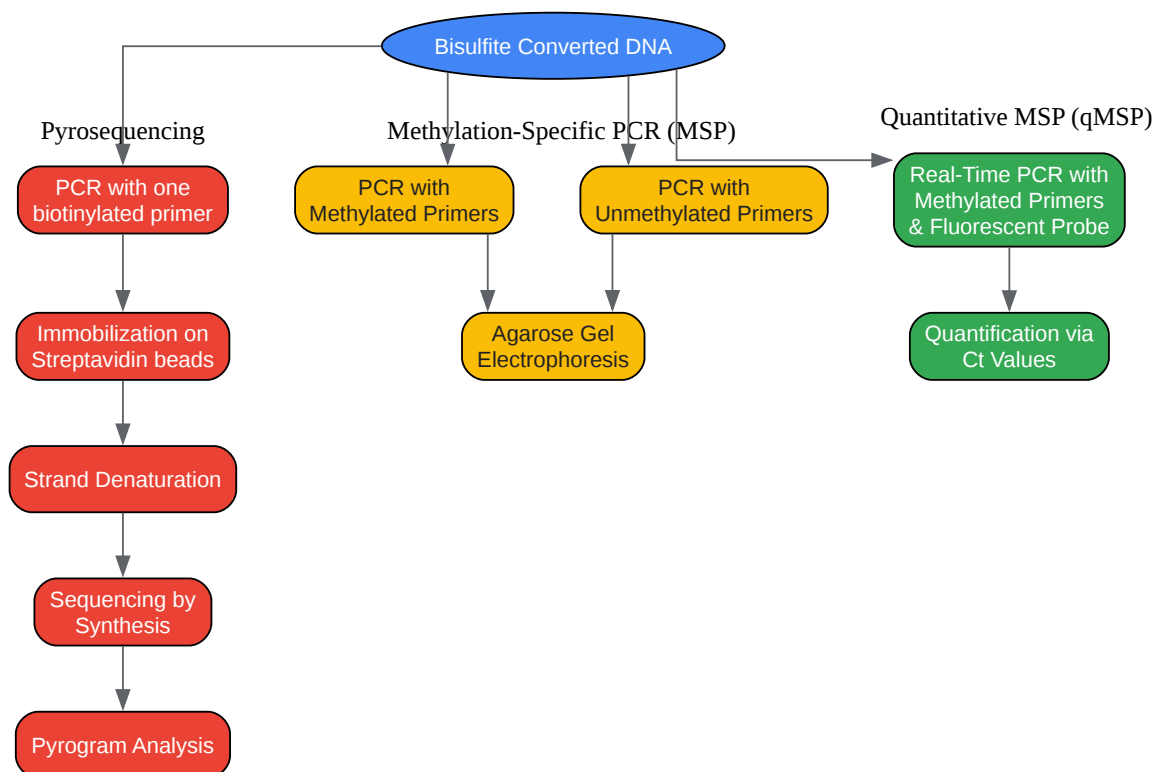 Bisulfite Converted DNA
Pyrosequencing
Methylation-Specific PCR (MSP)
Quantitative MSP (qMSP)
PCR with one
biotinylated primer
PCR with
Methylated Primers
PCR with
Unmethylated Primers
Real-Time PCR with
Methylated Primers
& Fluorescent Probe
Immobilization on
Streptavidin beads
Agarose Gel
Electrophoresis
Quantification via
Ct Values
Strand Denaturation
Sequencing by
Synthesis
Pyrogram Analysis